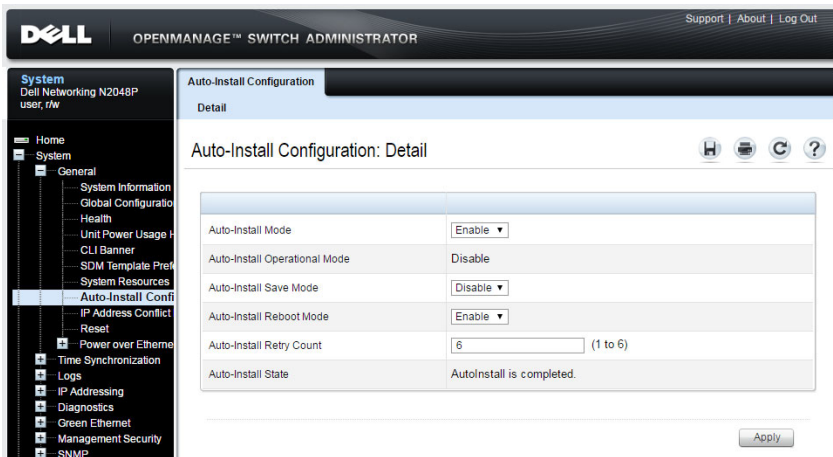 Support | About | Log Out
DELL OPENMANAGE™ SWITCH ADMINISTRATOR
System
Dell Networking N2048P
user, r/w
Home
System
General
System Information
Global Configuratio
Health
Unit Power Usage H
CLI Banner
SDM Template Prefe
System Resources
Auto-Install Confi
IP Address Conflict
Reset
Power over Etherne
Time Synchronization
Logs
IP Addressing
Diagnostics
Green Ethernet
Management Security
SNMP
Auto-Install Configuration
Detail
Auto-Install Configuration: Detail
Auto-Install Mode Enable
Auto-Install Operational Mode Disable
Auto-Install Save Mode Disable
Auto-Install Reboot Mode Enable
Auto-Install Retry Count 6 (1 to 6)
Auto-Install State AutoInstall is completed.
Apply